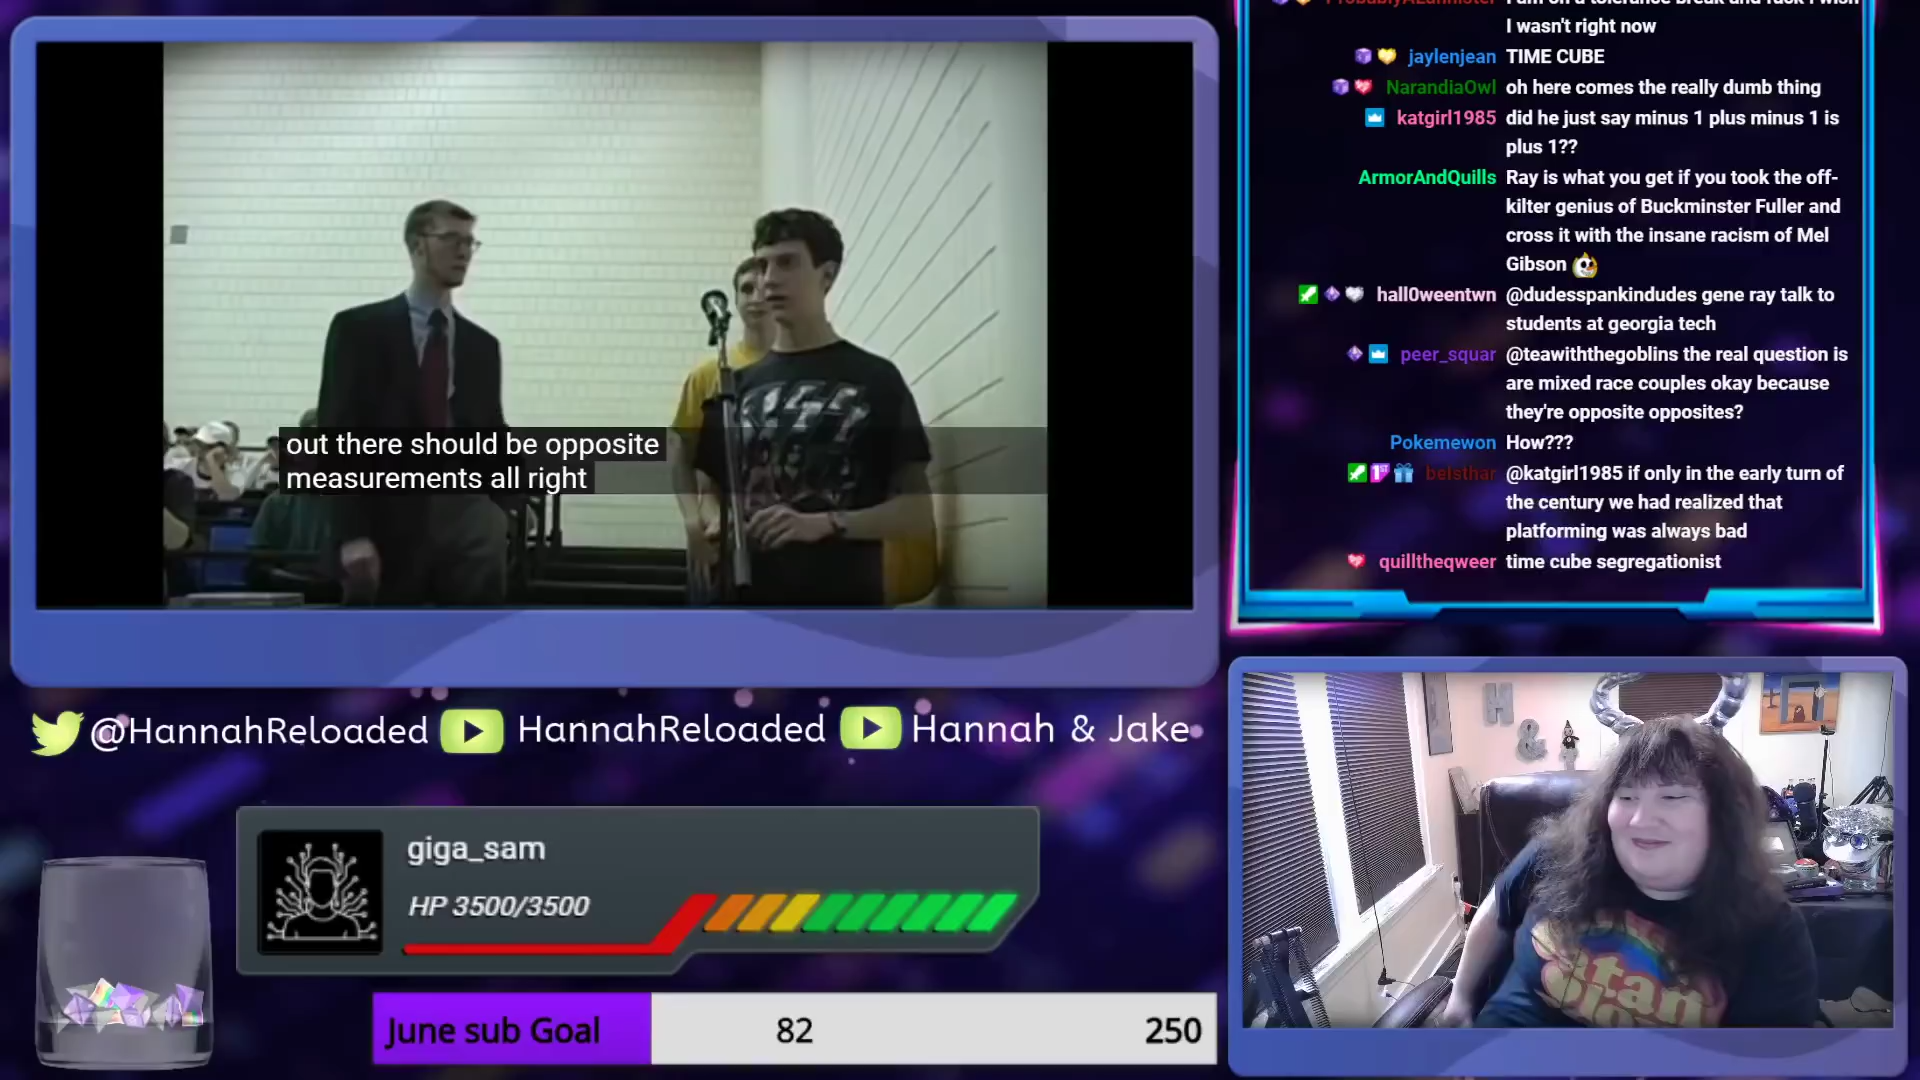 out there should be opposite
measurements all right
@HannahReloaded HannahReloaded Hannah & Jake
giga_sam
HP 3500/3500
June sub Goal 82 250
I wasn't right now
jaylenjean TIME CUBE
NarandiaOwl oh here comes the really dumb thing
katgirl1985 did he just say minus 1 plus minus 1 is
plus 1??
ArmorAndQuills Ray is what you get if you took the off-
kilter genius of Buckminster Fuller and
cross it with the insane racism of Mel
Gibson
hall0weentwn @dudesspankindudes gene ray talk to
students at georgia tech
peer_squar @teawiththegoblins the real question is
are mixed race couples okay because
they're opposite opposites?
Pokemewon How???
belsthar @katgirl1985 if only in the early turn of
the century we had realized that
platforming was always bad
quilltheqweer time cube segregationist
H
&